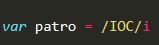 var patro = /IOC/i